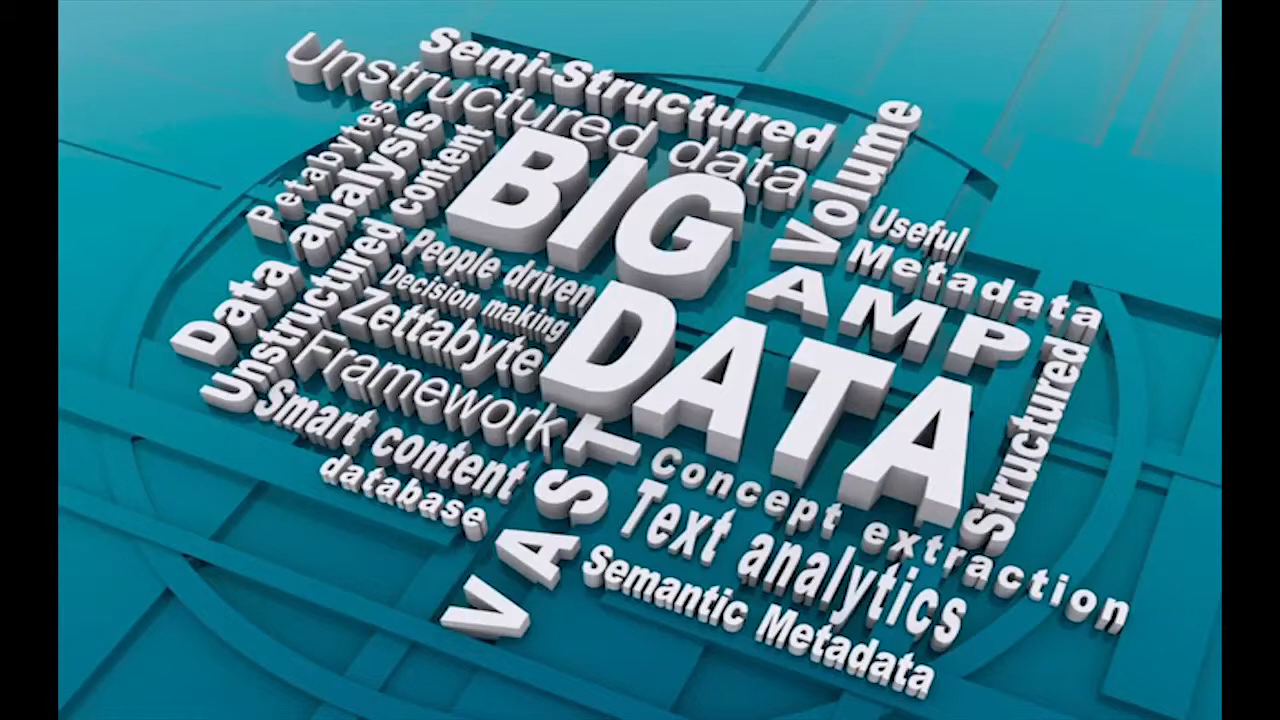 Semi-Structured
Unstructured data
Petabytes
Data analysis
Unstructured content
BIG
DATA
Volume
Useful
Metadata
AMP
Structured
People driven
Decision making
Zettabyte
Framework
Smart content
database
VAST
Concept extraction
Text analytics
Semantic Metadata